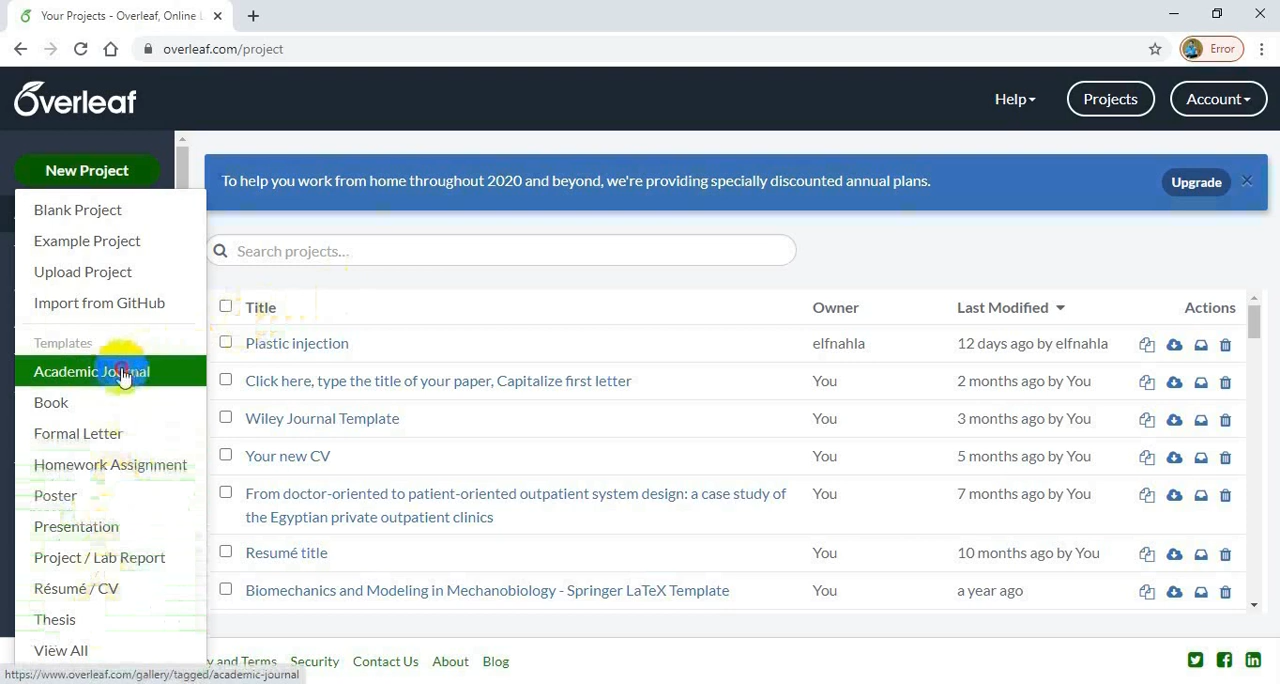 Your Projects - Overleaf, Online L
overleaf.com/project
Error
Overleaf
Help
Projects
Account
New Project
To help you work from home throughout 2020 and beyond, we're providing specially discounted annual plans.
Upgrade
Blank Project
Example Project
Upload Project
Import from GitHub
Templates
Academic Journal
Book
Formal Letter
Homework Assignment
Poster
Presentation
Project / Lab Report
Résumé / CV
Thesis
View All
Search projects...
Title Owner Last Modified Actions
Plastic injection elfnahla 12 days ago by elfnahla
Click here, type the title of your paper, Capitalize first letter You 2 months ago by You
Wiley Journal Template You 3 months ago by You
Your new CV You 5 months ago by You
From doctor-oriented to patient-oriented outpatient system design: a case study of You 7 months ago by You
the Egyptian private outpatient clinics
Resumé title You 10 months ago by You
Biomechanics and Modeling in Mechanobiology - Springer LaTeX Template You a year ago
and Terms Security Contact Us About Blog
https://www.overleaf.com/gallery/tagged/academic-journal